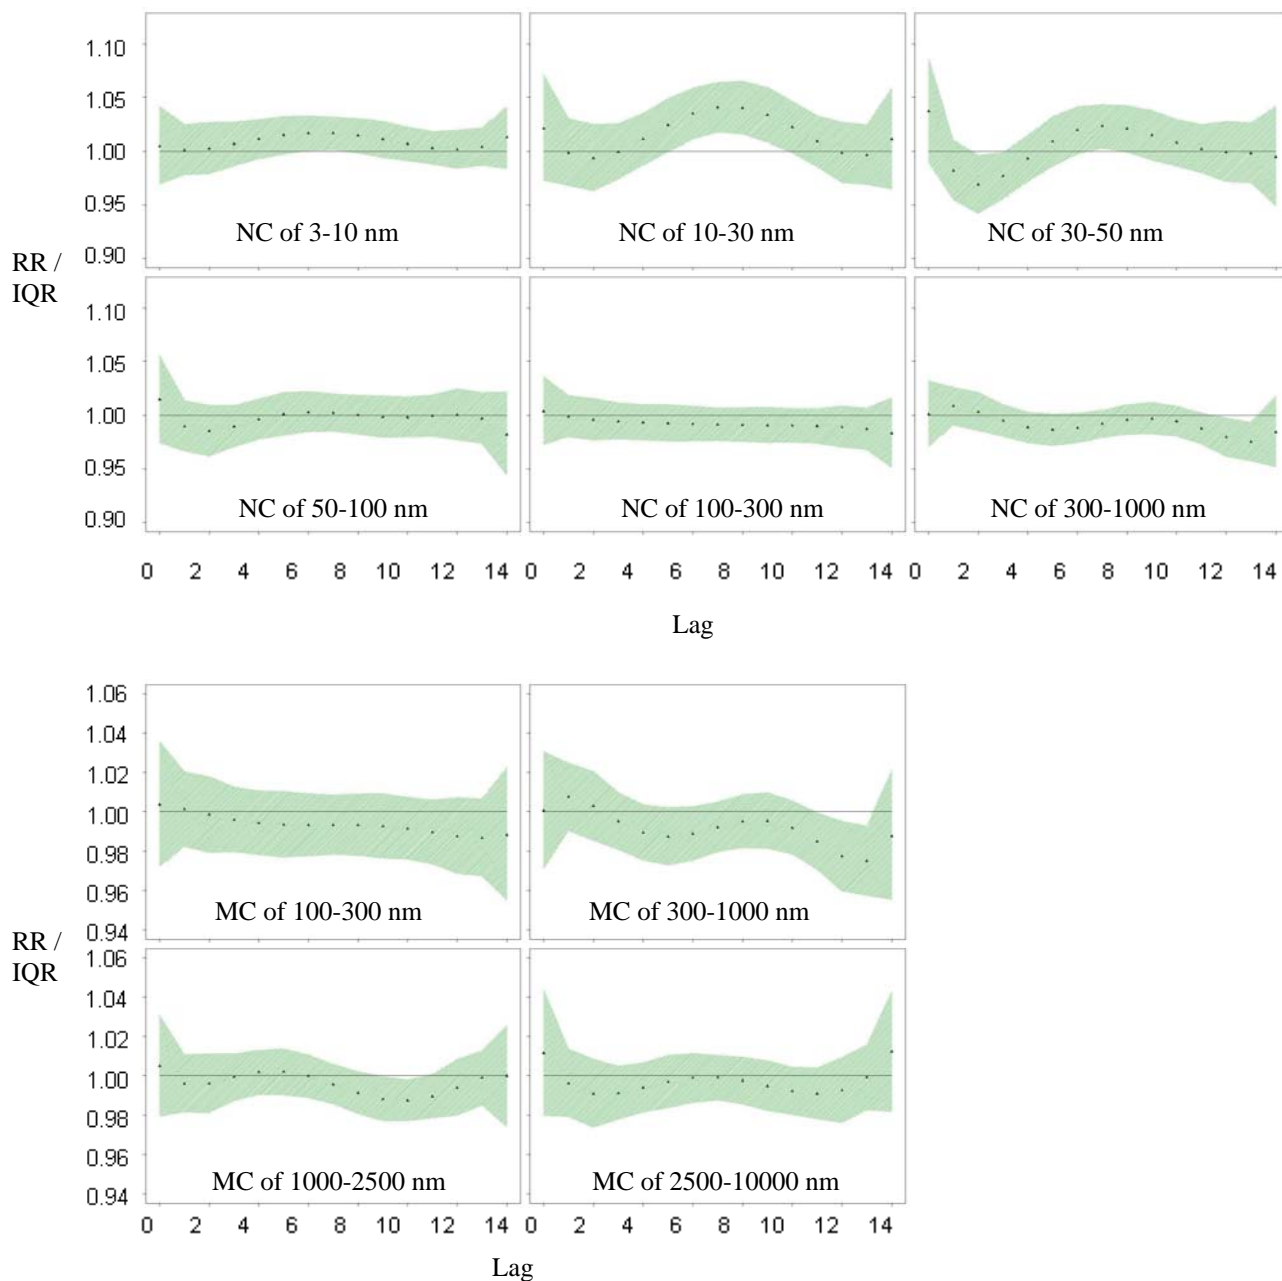 1.10
1.05
1.00
0.95
0.90
NC of 3-10 nm
NC of 10-30 nm
NC of 30-50 nm
RR /
IQR
1.10
1.05
1.00
0.95
0.90
NC of 50-100 nm
NC of 100-300 nm
NC of 300-1000 nm
0 2 4 6 8 10 12 14 0 2 4 6 8 10 12 14 0 2 4 6 8 10 12 14
Lag
1.06
1.04
1.02
1.00
0.98
0.96
0.94
MC of 100-300 nm
MC of 300-1000 nm
RR /
IQR
1.06
1.04
1.02
1.00
0.98
0.96
0.94
MC of 1000-2500 nm
MC of 2500-10000 nm
0 2 4 6 8 10 12 14 0 2 4 6 8 10 12 14
Lag